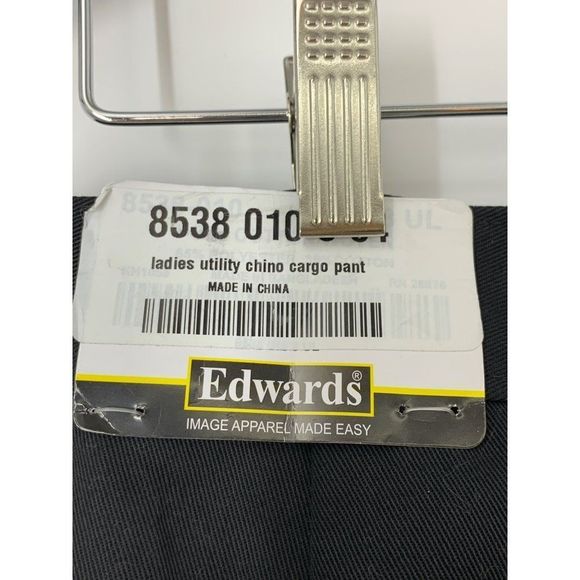 8538 010
ladies utility chino cargo pant
MADE IN CHINA
Edwards®
IMAGE APPAREL MADE EASY